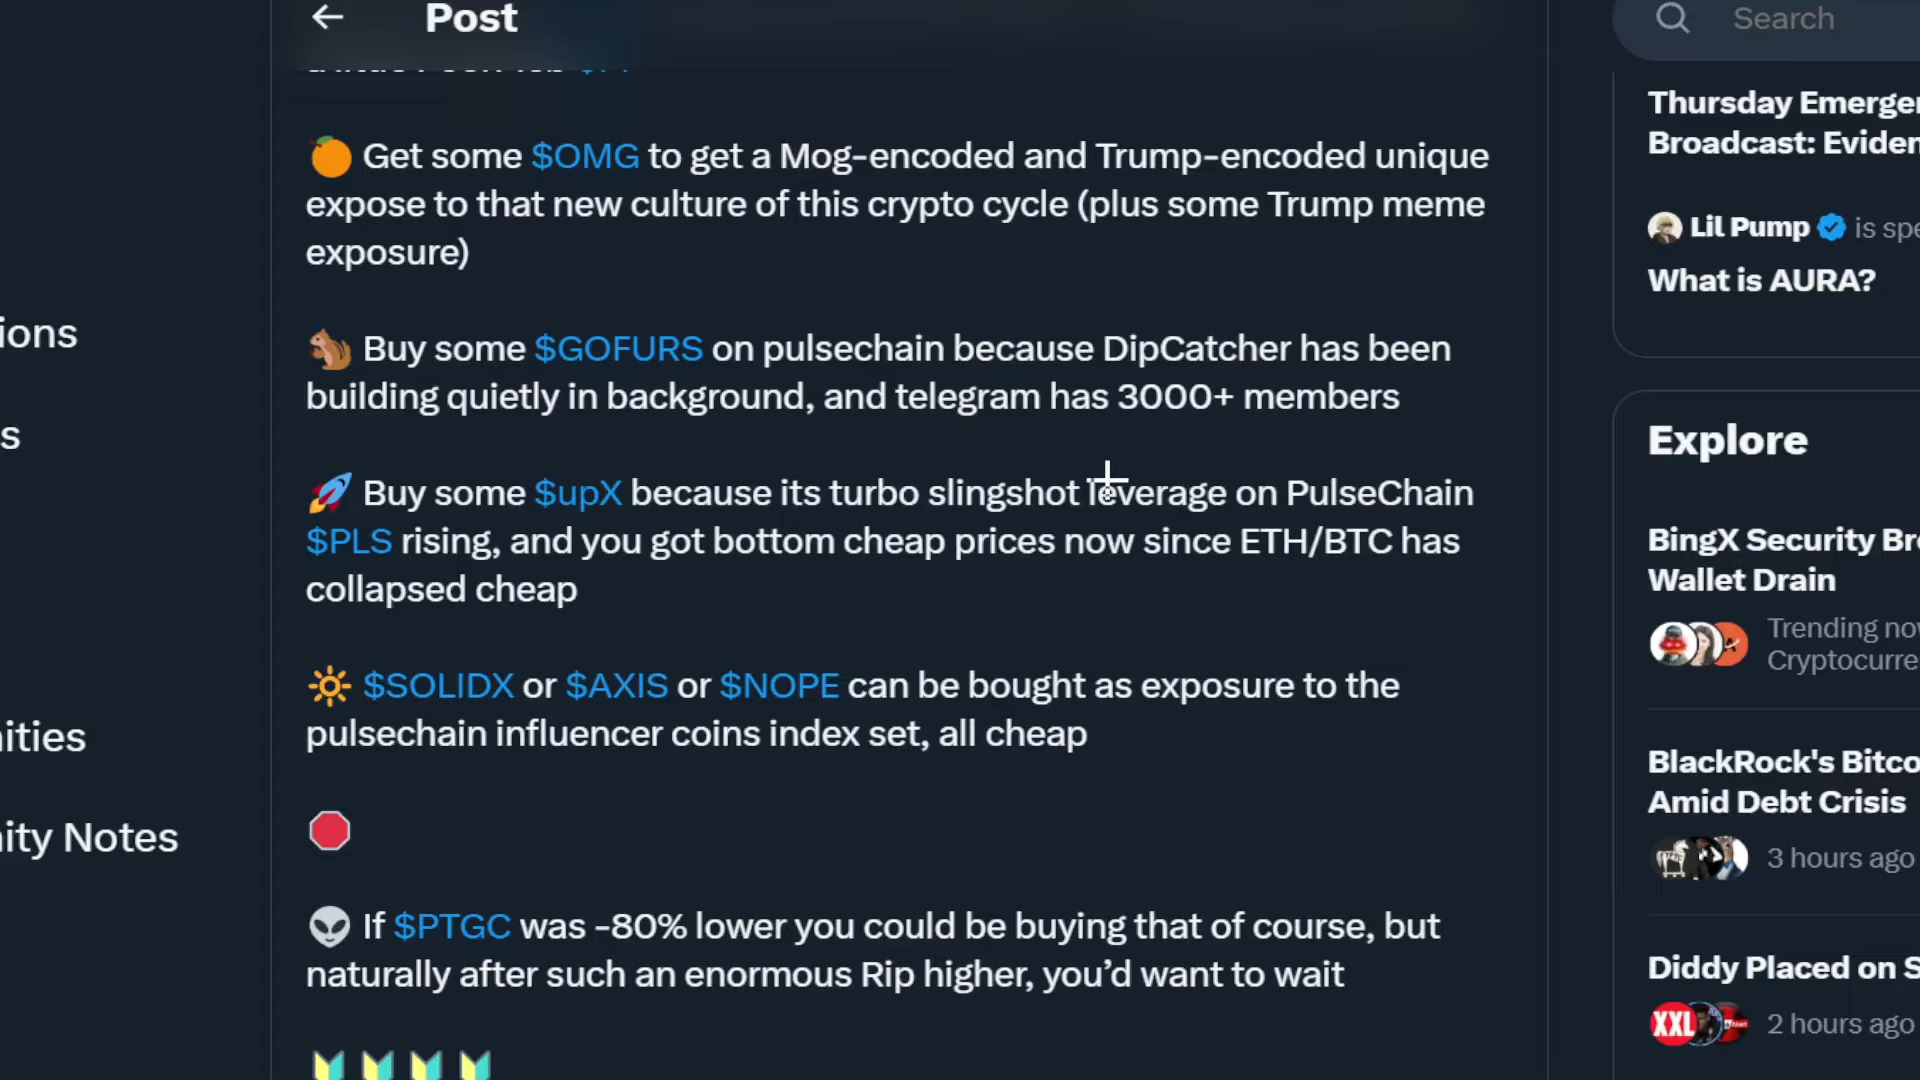 Post
Search
Get some $OMG to get a Mog-encoded and Trump-encoded unique
expose to that new culture of this crypto cycle (plus some Trump meme
exposure)
Buy some $GOFURS on pulsechain because DipCatcher has been
building quietly in background, and telegram has 3000+ members
Buy some $upX because its turbo slingshot leverage on PulseChain
$PLS rising, and you got bottom cheap prices now since ETH/BTC has
collapsed cheap
$SOLIDX or $AXIS or $NOPE can be bought as exposure to the
pulsechain influencer coins index set, all cheap
If $PTGC was -80% lower you could be buying that of course, but
naturally after such an enormous Rip higher, you'd want to wait
ions
s
nities
nity Notes
Thursday Emerger
Broadcast: Eviden
Lil Pump is spe
What is AURA?
Explore
BingX Security Bre
Wallet Drain
Trending now
Cryptocurre
BlackRock's Bitco
Amid Debt Crisis
3 hours ago
Diddy Placed on S
XXL
2 hours ago